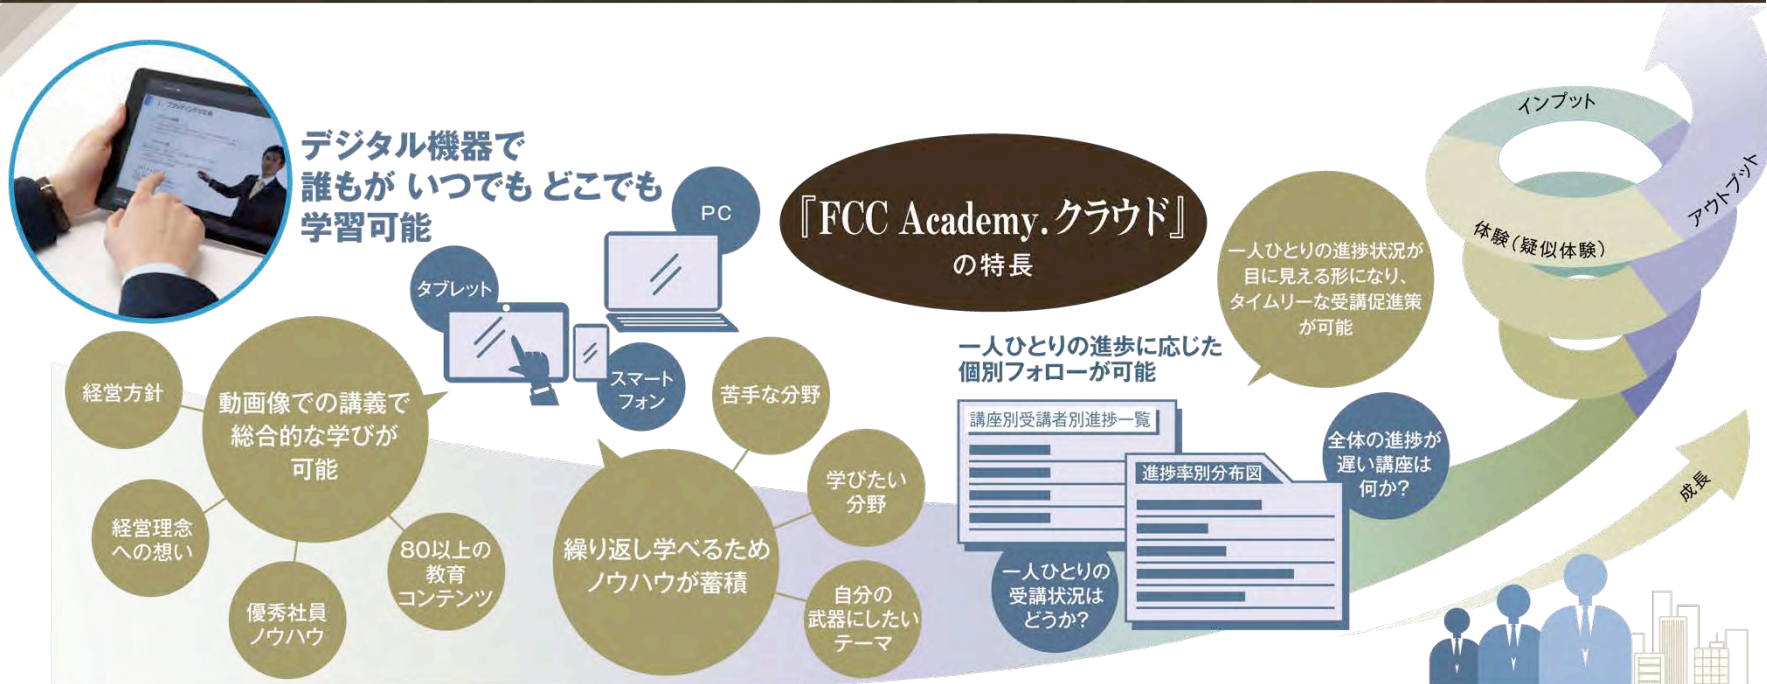 デジタル機器で
誰もが いつでも どこでも
学習可能
PC
タブレット
スマート
フォン
『FCC Academy.クラウド』
の特長
経営方針
動画像での講義で
総合的な学びが
可能
経営理念
への想い
優秀社員
ノウハウ
80以上の
教育
コンテンツ
苦手な分野
学びたい
分野
繰り返し学べるため
ノウハウが蓄積
自分の
武器にしたい
テーマ
一人ひとりの進歩に応じた
個別フォローが可能
一人ひとりの進捗状況が
目に見える形になり、
タイムリーな受講促進策
が可能
講座別受講者別進捗一覧
進捗率別分布図
全体の進捗が
遅い講座は
何か?
一人ひとりの
受講状況は
どうか?
インプット
アウトプット
体験(疑似体験)
成長